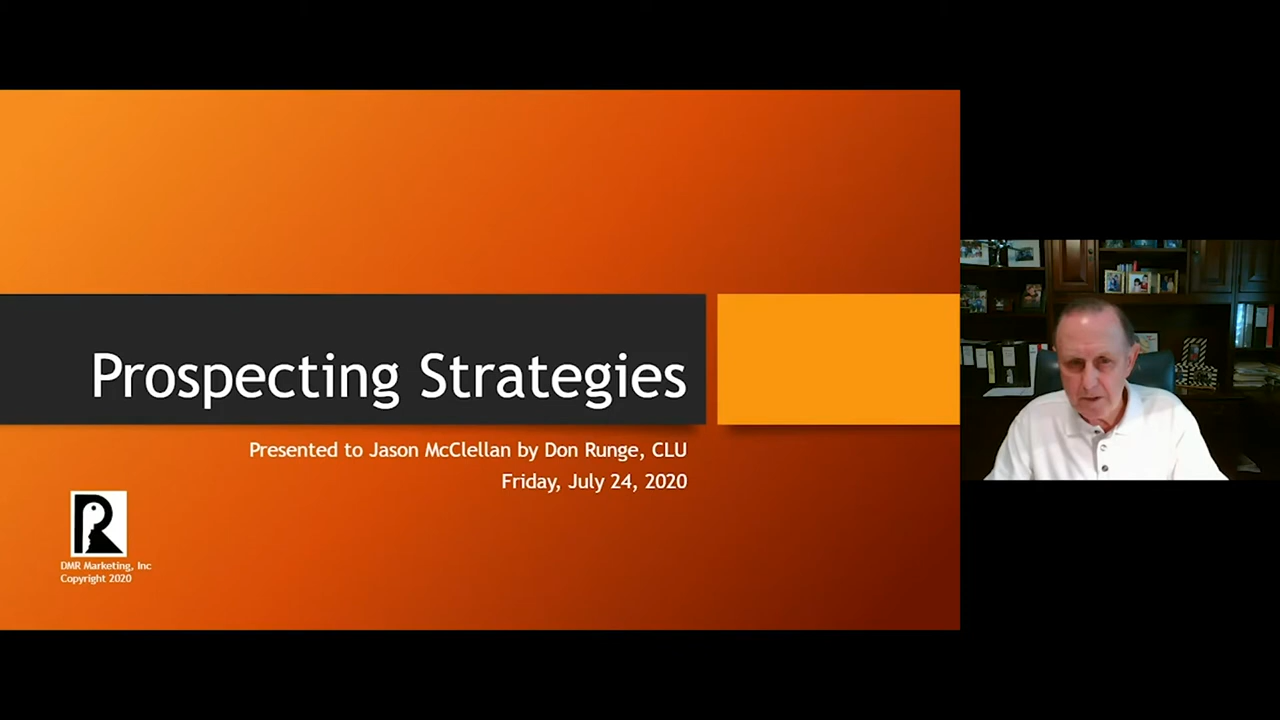 Prospecting Strategies
Presented to Jason McClellan by Don Runge, CLU
Friday, July 24, 2020
R
DMR Marketing, Inc
Copyright 2020